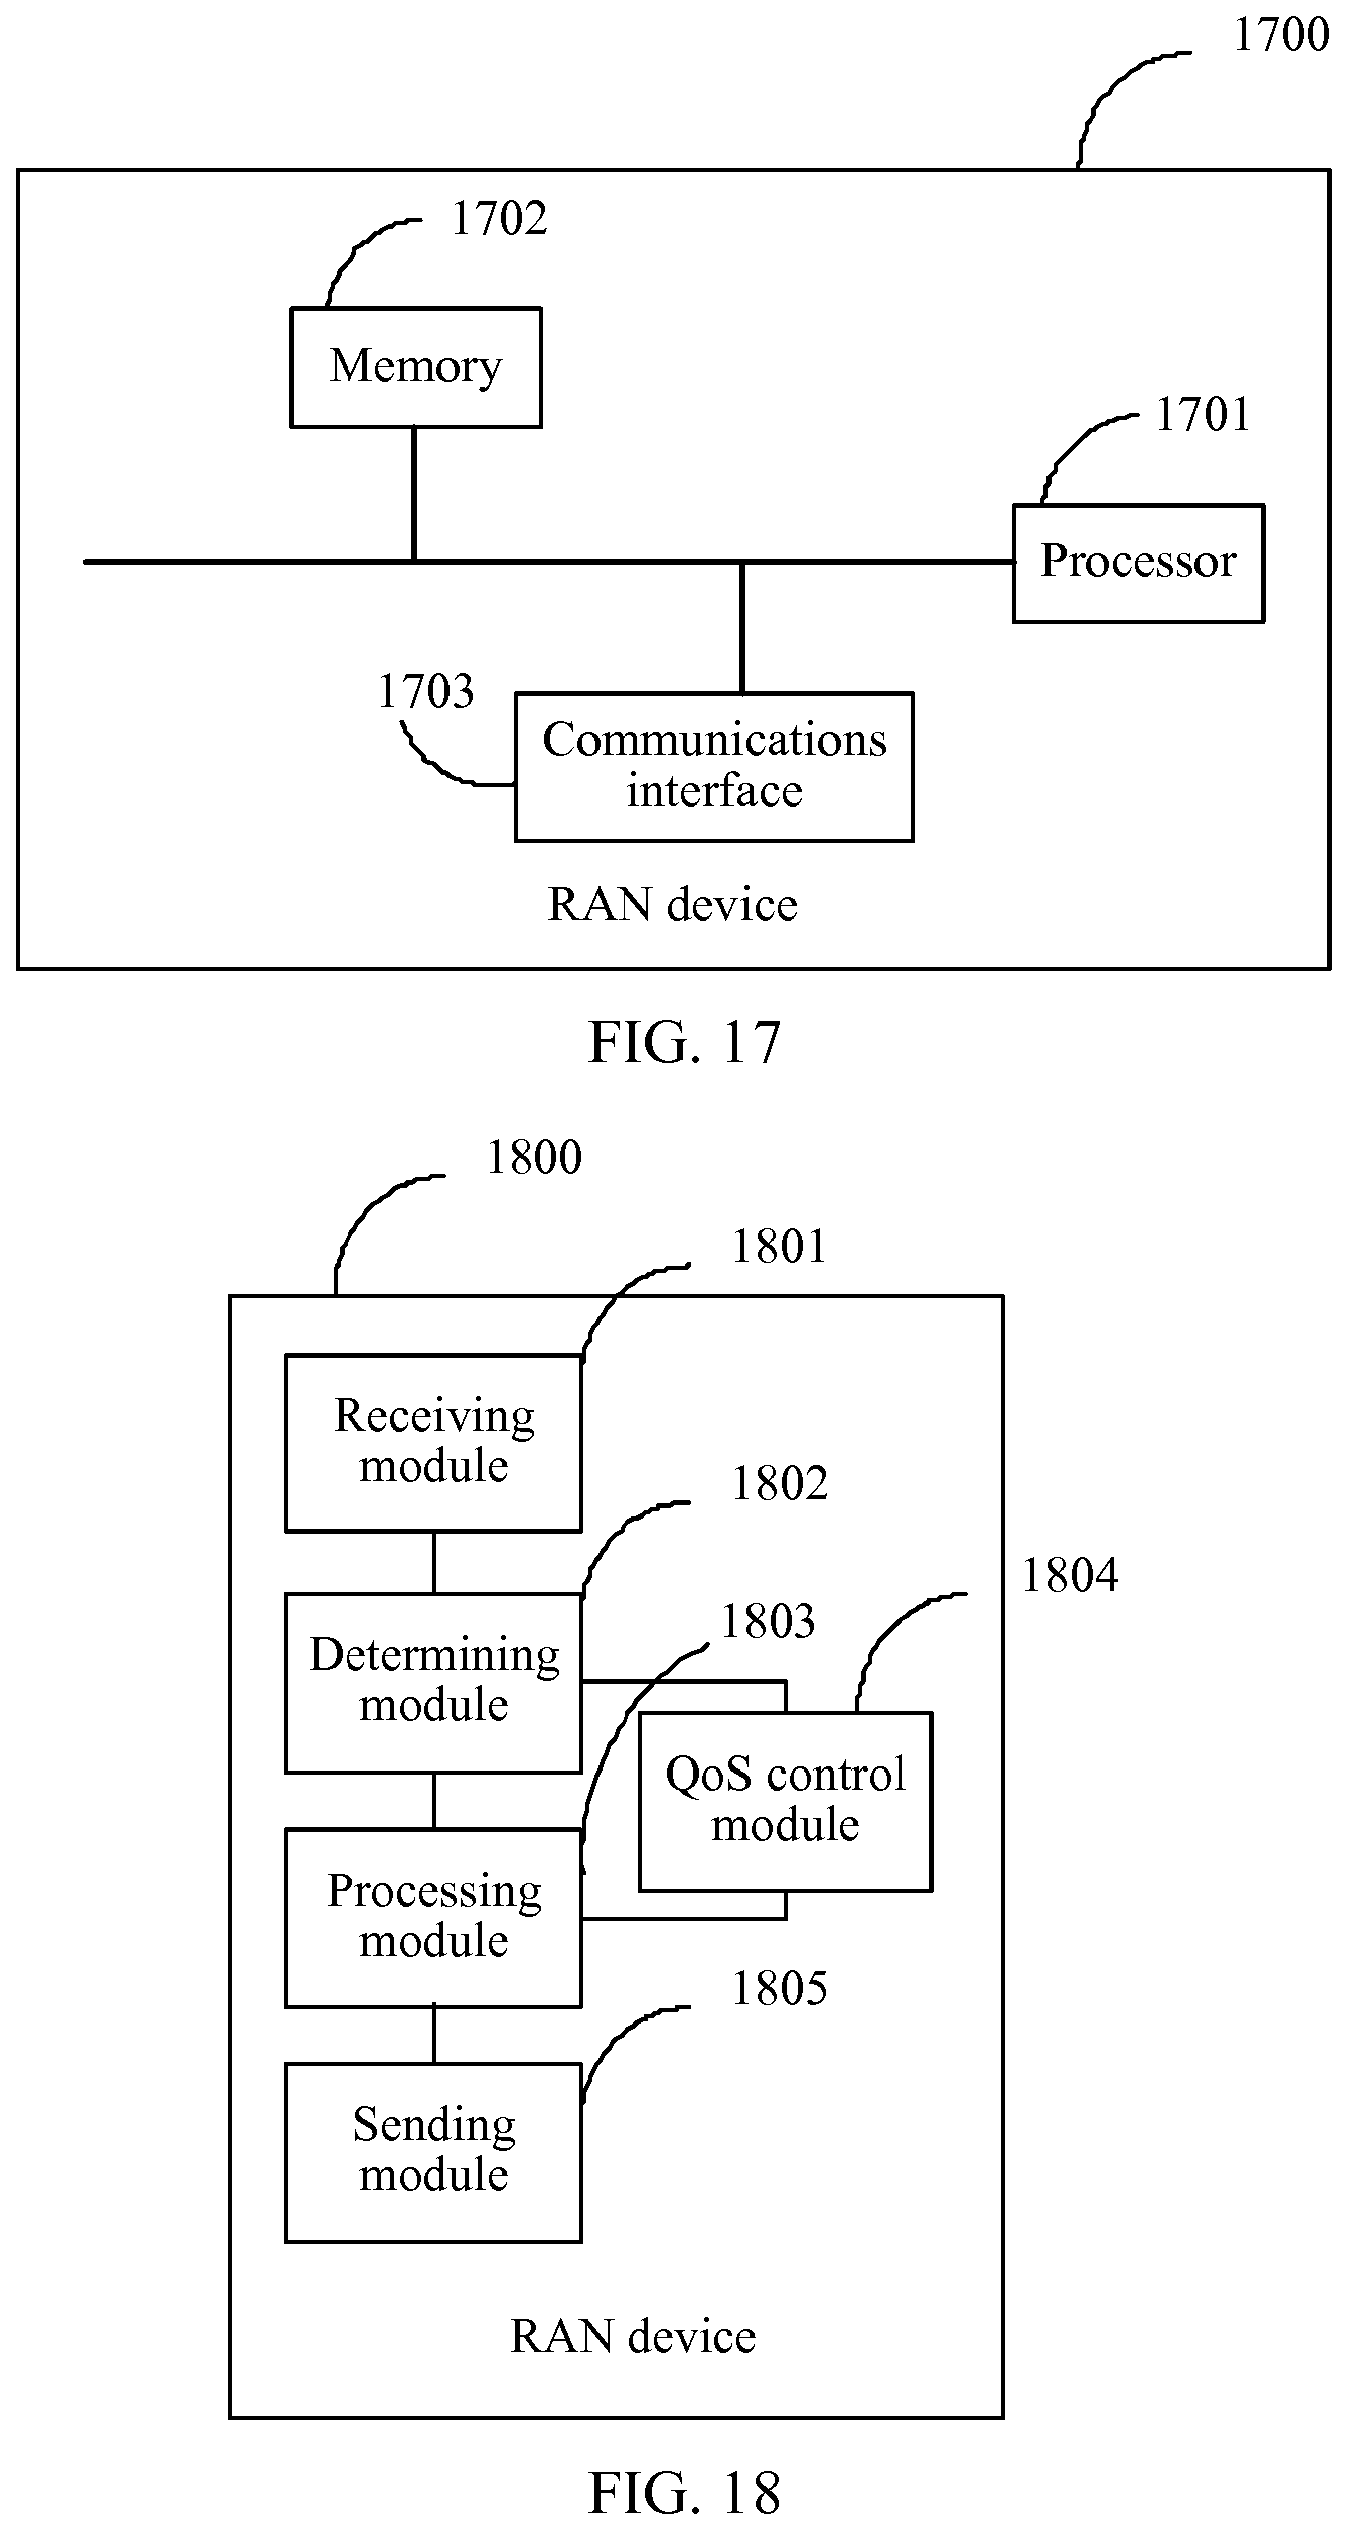 1700
1702
Memory
1701
Processor
1703
Communications
interface
RAN device
FIG. 17
1800
1801
Receiving
module
1802
1804
1803
Determining
module
QoS control
module
Processing
module
1805
Sending
module
RAN device
FIG. 18